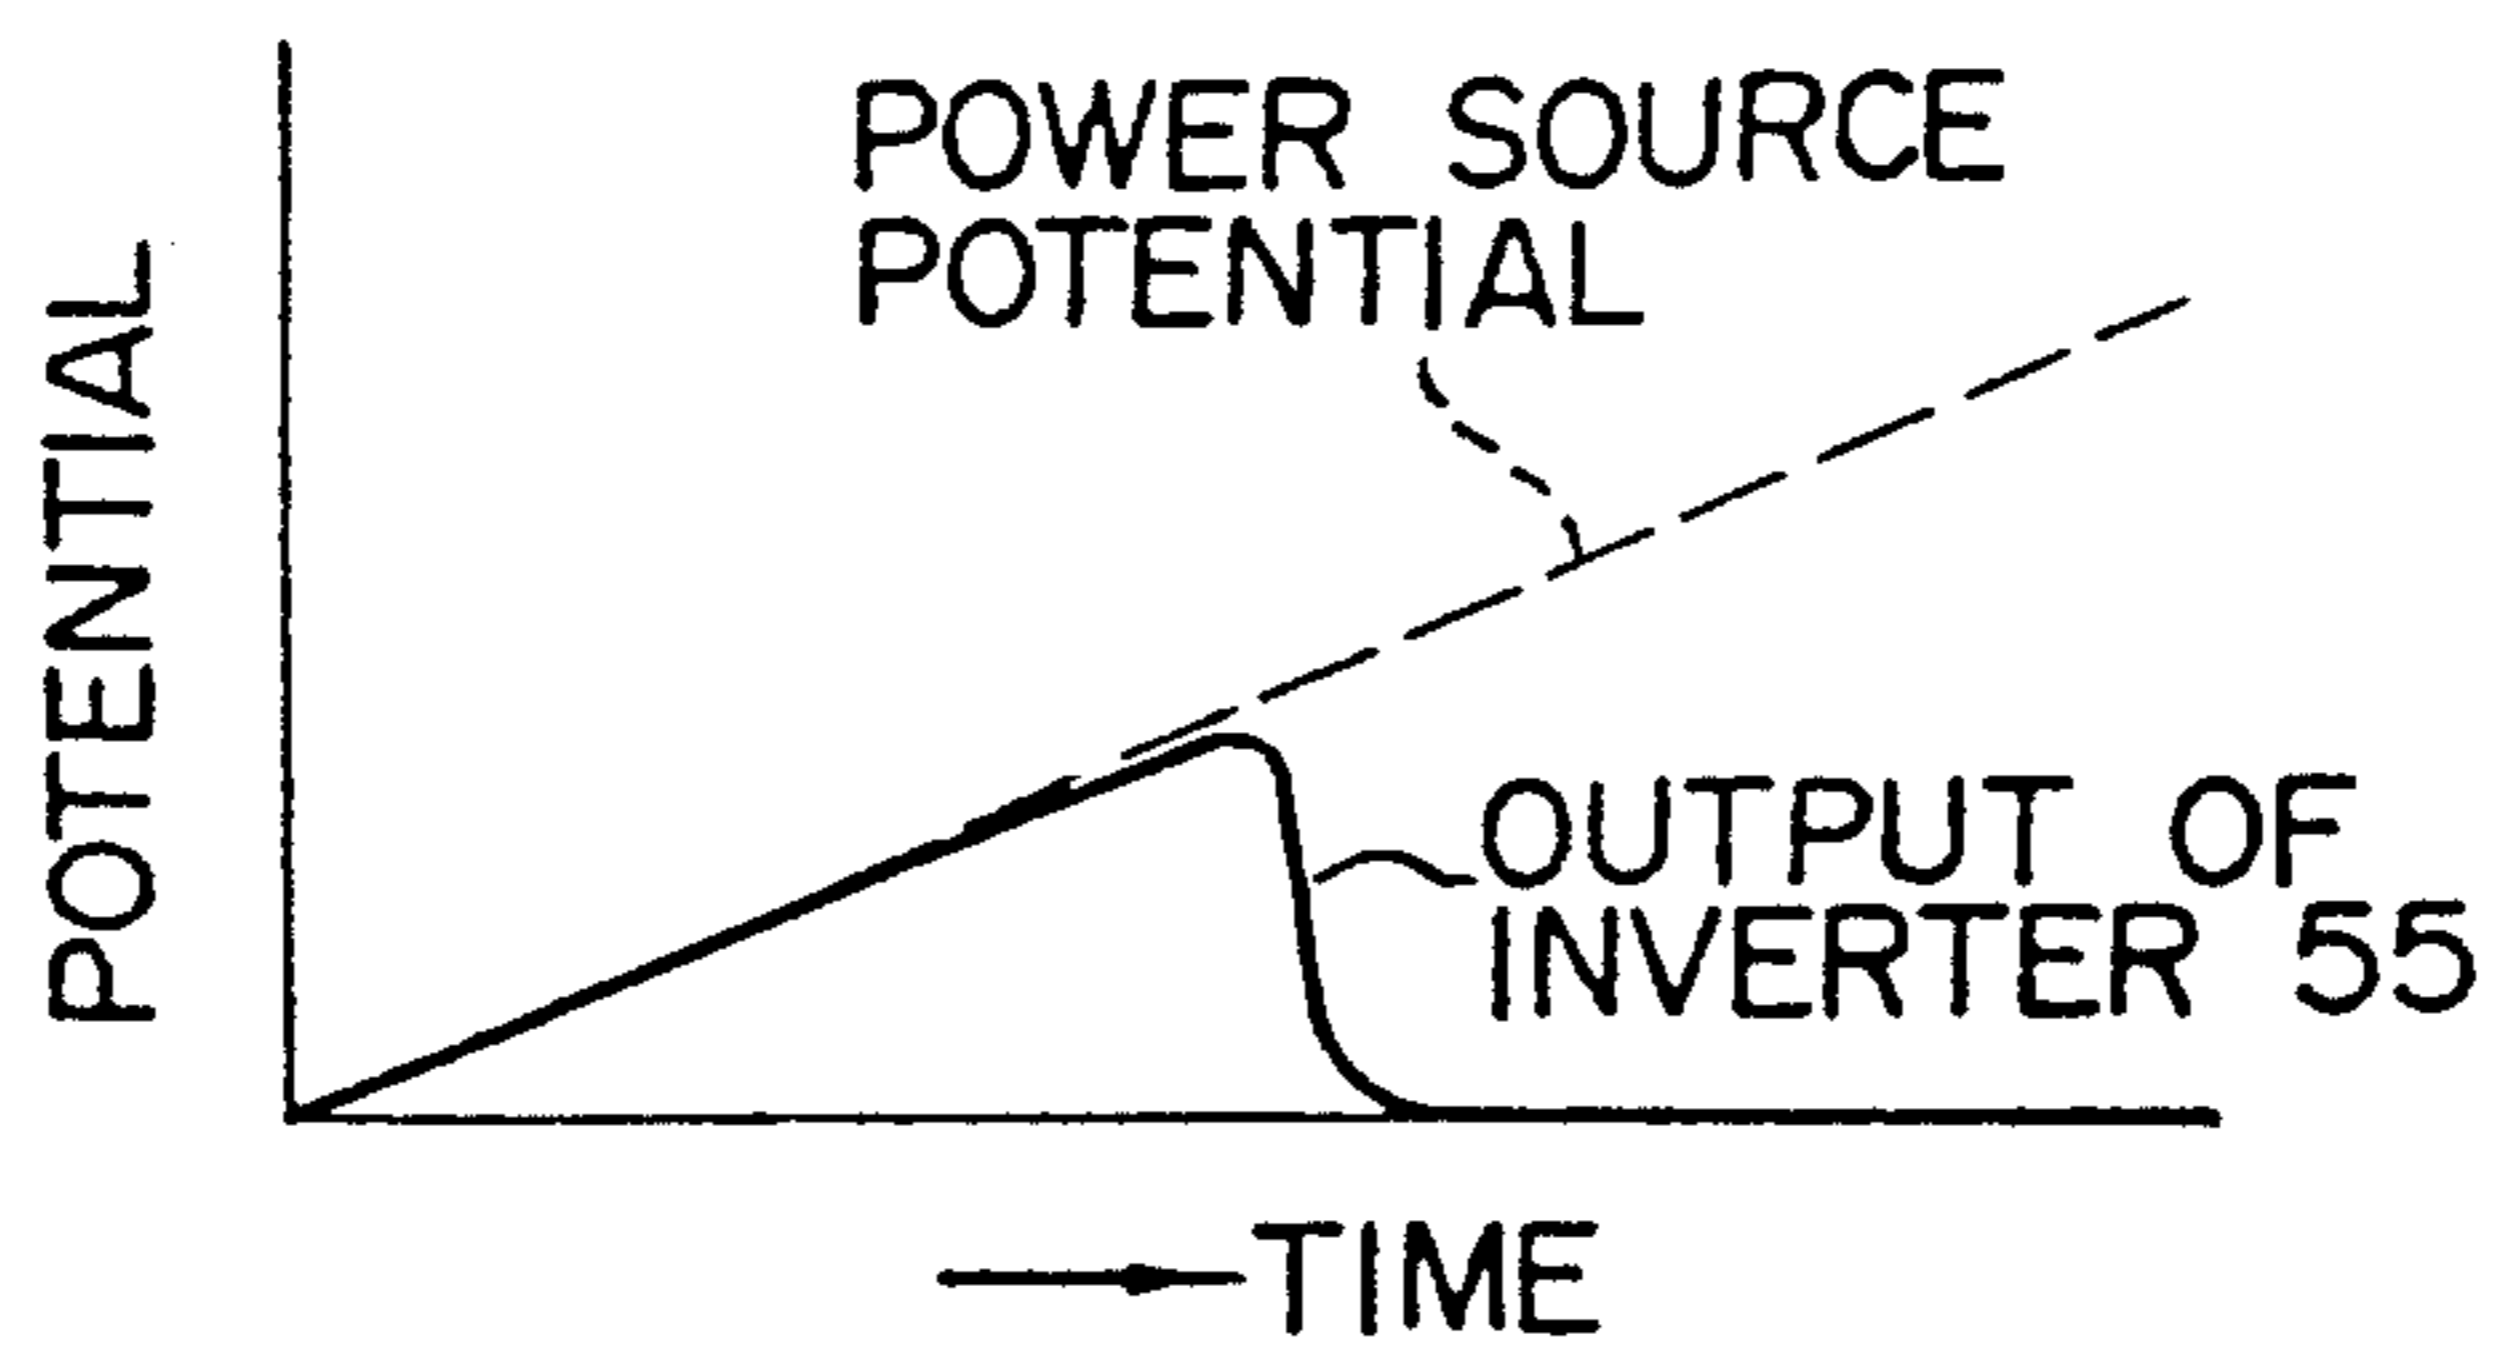 POWER SOURCE
POTENTIAL
POTENTIAL
OUTPUT OF
INVERTER 55
TIME